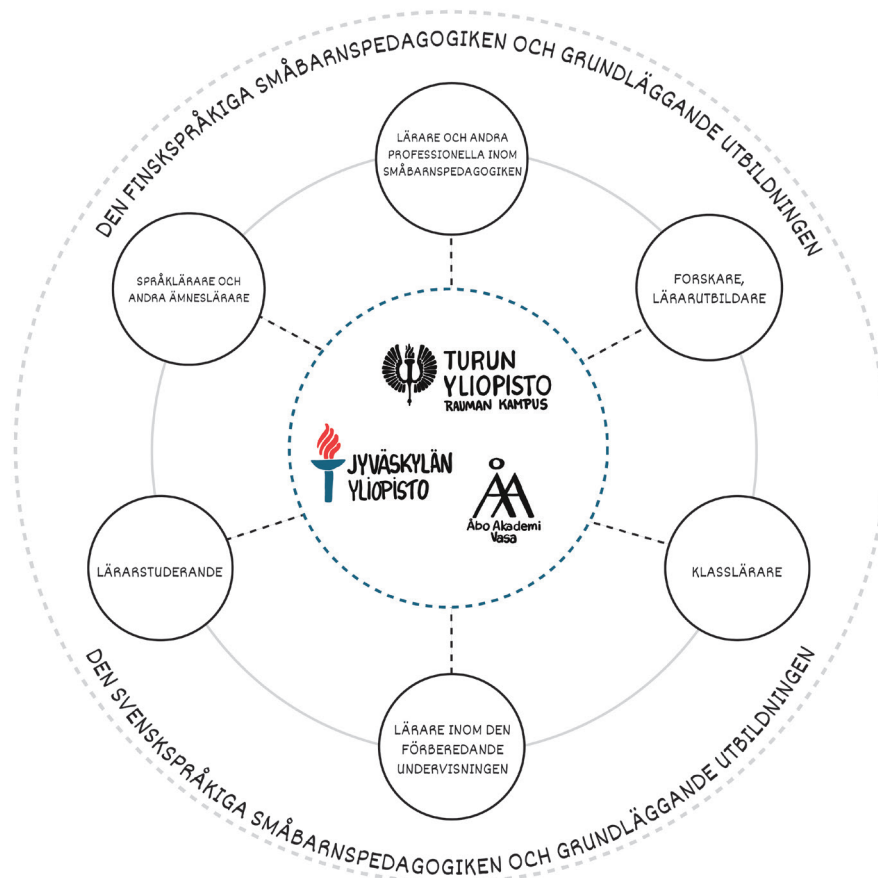 DEN FINSKSPRÅKIGA SMÅBARNSPEDAGOGIKEN OCH GRUNDLÄGGANDE UTBILDNINGEN
LÄRARE OCH ANDRA
PROFESSIONELLA INOM
SMÅBARNSPEDAGOGIKEN
SPRÅKLÄRARE OCH
ANDRA ÄMNESLÄRARE
FORSKARE,
LÄRARUTBILDARE
TURUN
YLIOPISTO
RAUMAN KAMPUS
JYVÄSKYLÄN
YLIOPISTO
ÅA
Åbo Akademi
Vasa
LÄRARSTUDERANDE
KLASSLÄRARE
LÄRARE INOM DEN
FÖRBEREDANDE
UNDERVISNINGEN
DEN SVENSKSPRÅKIGA SMÅBARNSPEDAGOGIKEN OCH GRUNDLÄGGANDE UTBILDNINGEN